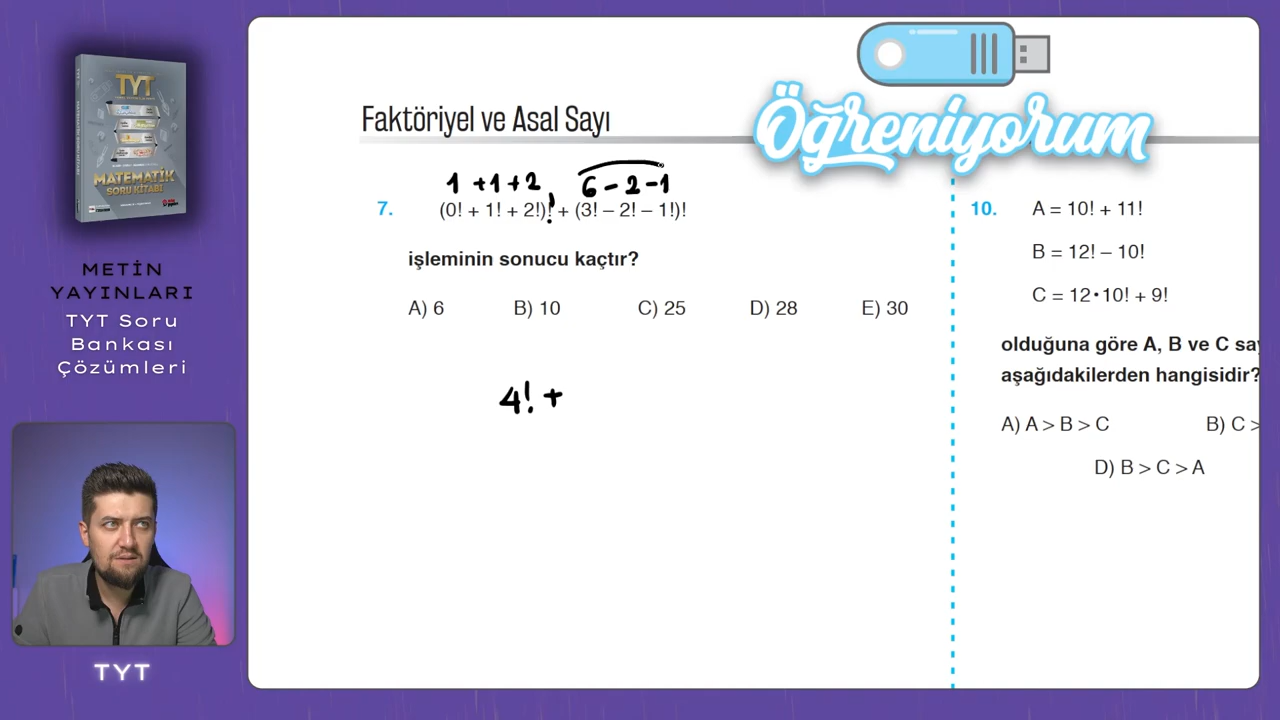 TYT
MATEMATİK
SORU KİTABI
METİN
YAYINLARI
TYT Soru
Bankası
Çözümleri
TYT
Öğreniyorum
Faktöriyel ve Asal Sayı
1 + 1 + 2 ! 6 - 2 - 1
7. (0! + 1! + 2!)! + (3! – 2! – 1!)!
işleminin sonucu kaçtır?
A) 6 B) 10 C) 25 D) 28 E) 30
4! +
10. A = 10! + 11!
B = 12! – 10!
C = 12•10! + 9!
olduğuna göre A, B ve C say
aşağıdakilerden hangisidir?
A) A > B > C B) C >
D) B > C > A